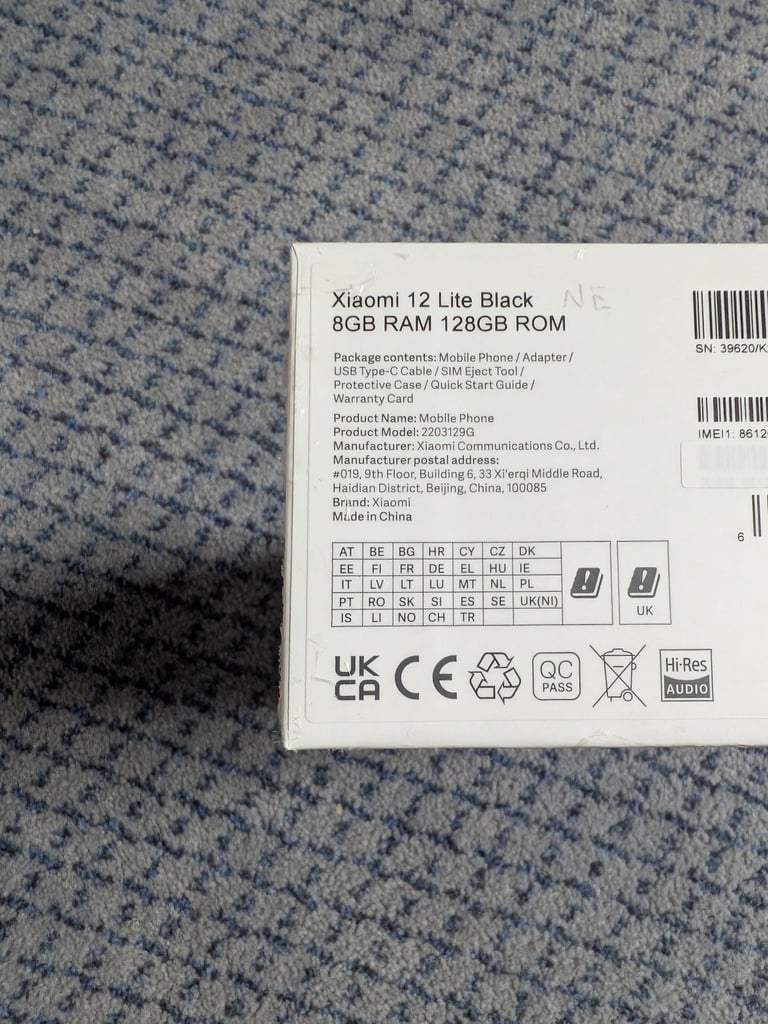 Xiaomi 12 Lite Black NE
8GB RAM 128GB ROM
Package contents: Mobile Phone / Adapter /
USB Type-C Cable / SIM Eject Tool /
Protective Case / Quick Start Guide /
Warranty Card
Product Name: Mobile Phone
Product Model: 2203129G
Manufacturer: Xiaomi Communications Co., Ltd.
Manufacturer postal address:
#019, 9th Floor, Building 6, 33 Xi'erqi Middle Road,
Haidian District, Beijing, China, 100085
Brand: Xiaomi
Made in China
AT BE BG HR CY CZ DK
EE FI FR DE EL HU IE
IT LV LT LU MT NL PL
PT RO SK SI ES SE UK(NI)
IS LI NO CH TR
UK
UK
CA
CE
QC
PASS
Hi-Res
AUDIO
SN: 39620/K
IMEI1: 8612
6